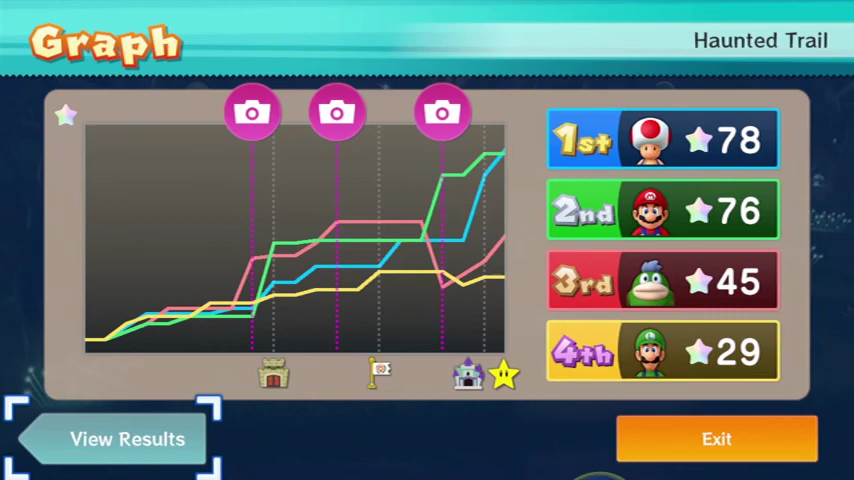 Graph
Haunted Trail
1st 78
2nd 76
3rd 45
4th 29
View Results
Exit